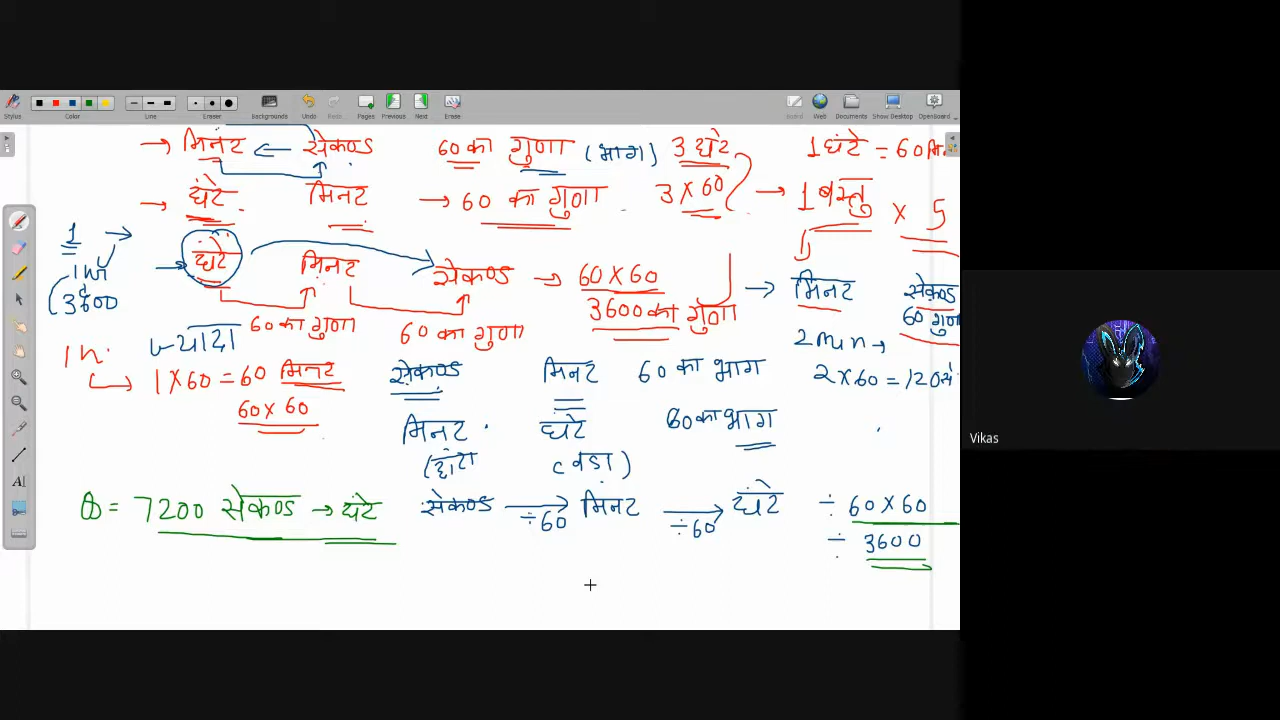 Stylus Color Line Eraser Backgrounds Undo Redo Pages Previous Next Erase Board Web Documents Show Desktop OpenBoard
→ मिनट ← सेकण्ड 60 का गुणा (भाग) 3 घंटे 1 घंटे = 60 मि
→ घंटे मिनट → 60 का गुणा 3 x 60 → 1 वस्तु x 5
1 →
1 hr
(3600
→ घंटे मिनट सेकण्ड → 60 x 60
3600 का गुणा → मिनट सेकण्ड
60 का गुणा 60 का गुणा 60 गुणा
ज्यादा 2 min →
1 h.
→ 1 x 60 = 60 मिनट सेकण्ड मिनट 60 का भाग 2 x 60 = 120 से
60 x 60 मिनट घंटे 60 का भाग
(छोटा बडा)
Q = 7200 सेकण्ड → घंटे सेकण्ड → मिनट → घंटे ÷ 60 x 60
÷60 ÷60 ÷ 3600
Vikas